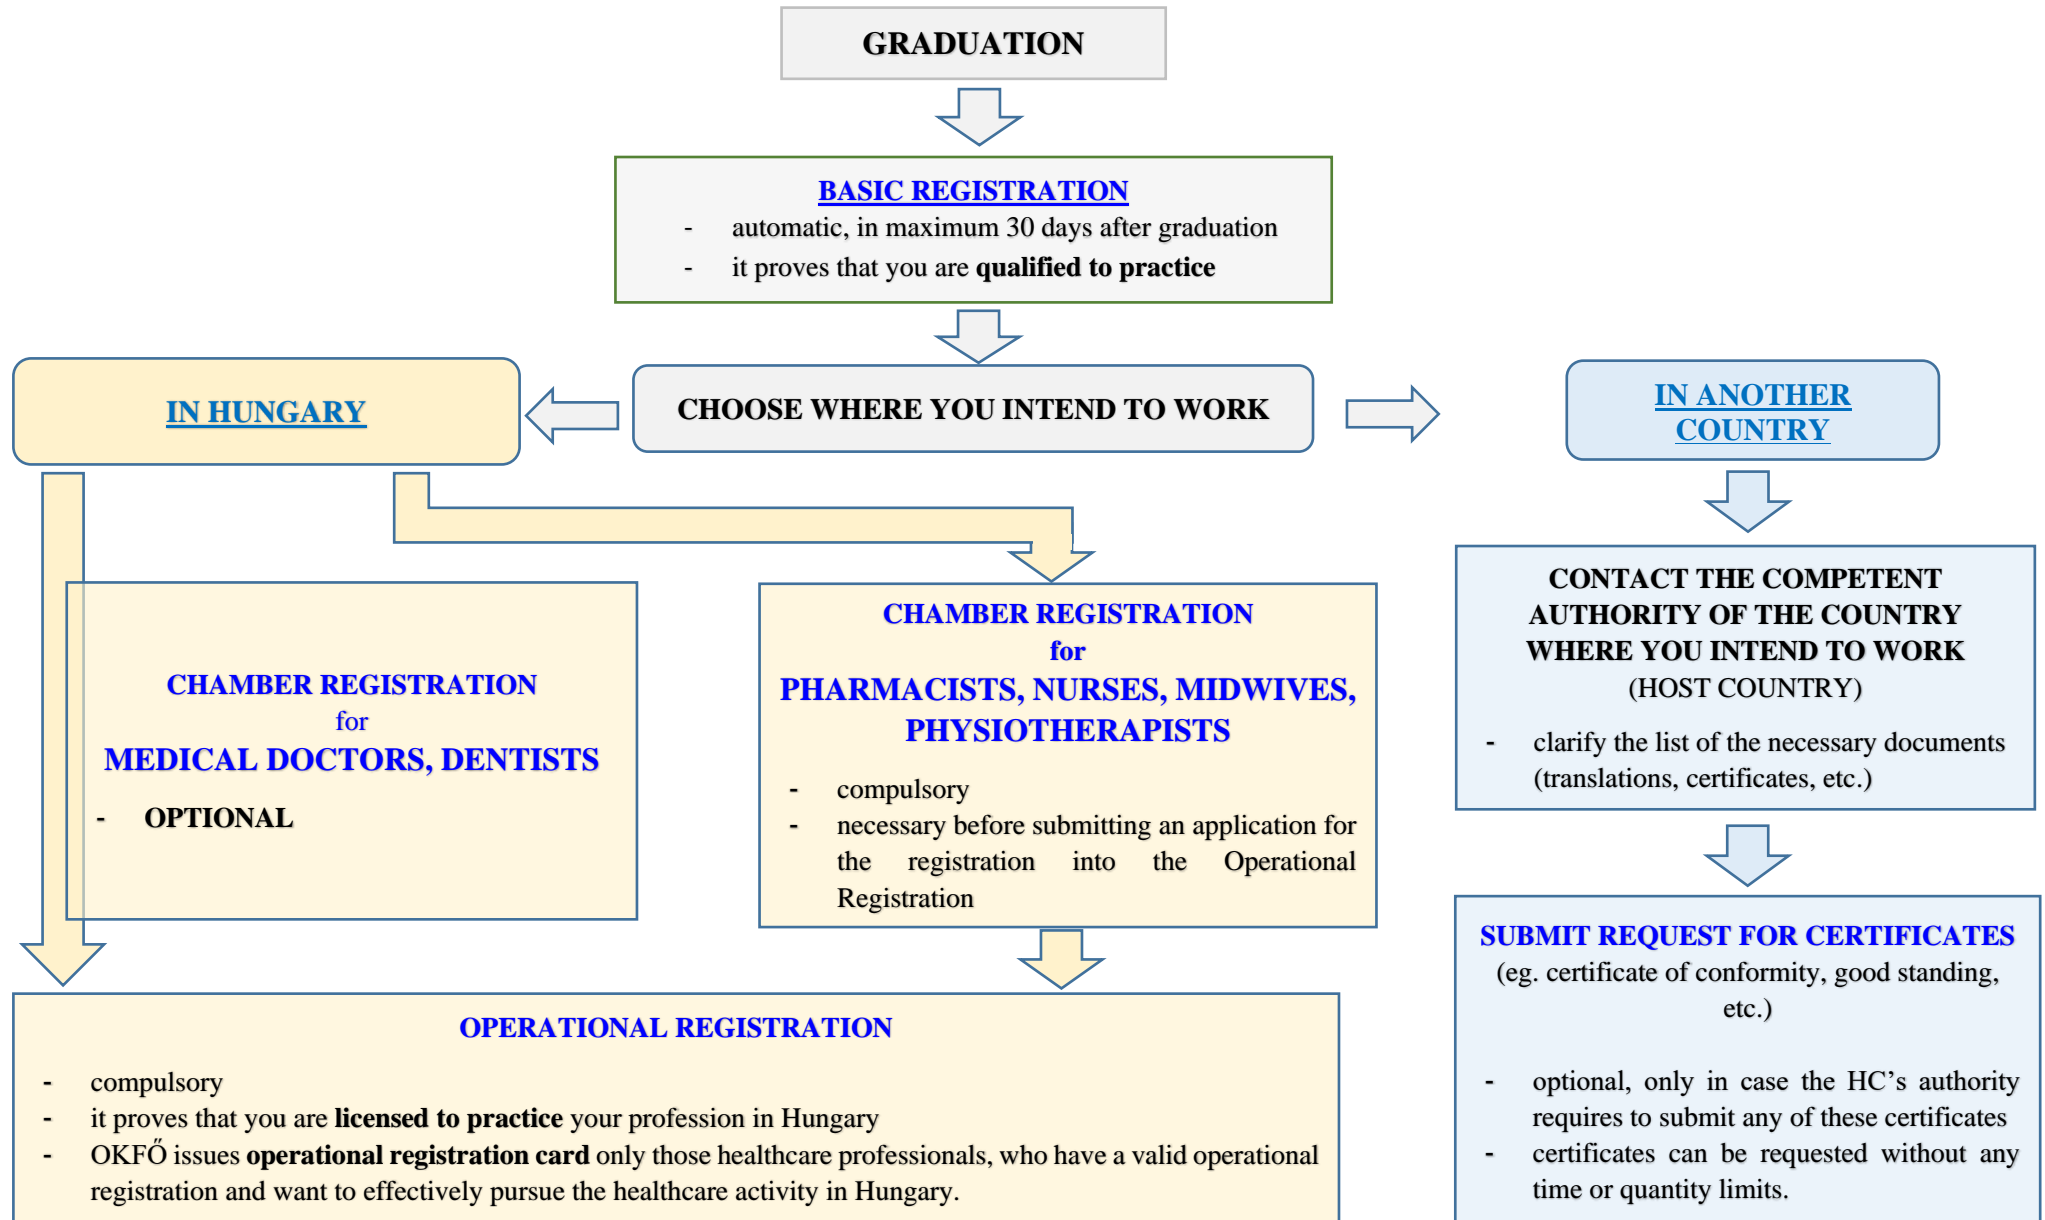 GRADUATION
BASIC REGISTRATION
- automatic, in maximum 30 days after graduation
- it proves that you are qualified to practice
IN HUNGARY
CHOOSE WHERE YOU INTEND TO WORK
IN ANOTHER
COUNTRY
CHAMBER REGISTRATION
for
MEDICAL DOCTORS, DENTISTS
- OPTIONAL
CHAMBER REGISTRATION
for
PHARMACISTS, NURSES, MIDWIVES,
PHYSIOTHERAPISTS
- compulsory
- necessary before submitting an application for
the registration into the Operational
Registration
CONTACT THE COMPETENT
AUTHORITY OF THE COUNTRY
WHERE YOU INTEND TO WORK
(HOST COUNTRY)
- clarify the list of the necessary documents
(translations, certificates, etc.)
OPERATIONAL REGISTRATION
- compulsory
- it proves that you are licensed to practice your profession in Hungary
- OKFŐ issues operational registration card only those healthcare professionals, who have a valid operational
registration and want to effectively pursue the healthcare activity in Hungary.
SUBMIT REQUEST FOR CERTIFICATES
(eg. certificate of conformity, good standing,
etc.)
- optional, only in case the HC’s authority
requires to submit any of these certificates
- certificates can be requested without any
time or quantity limits.